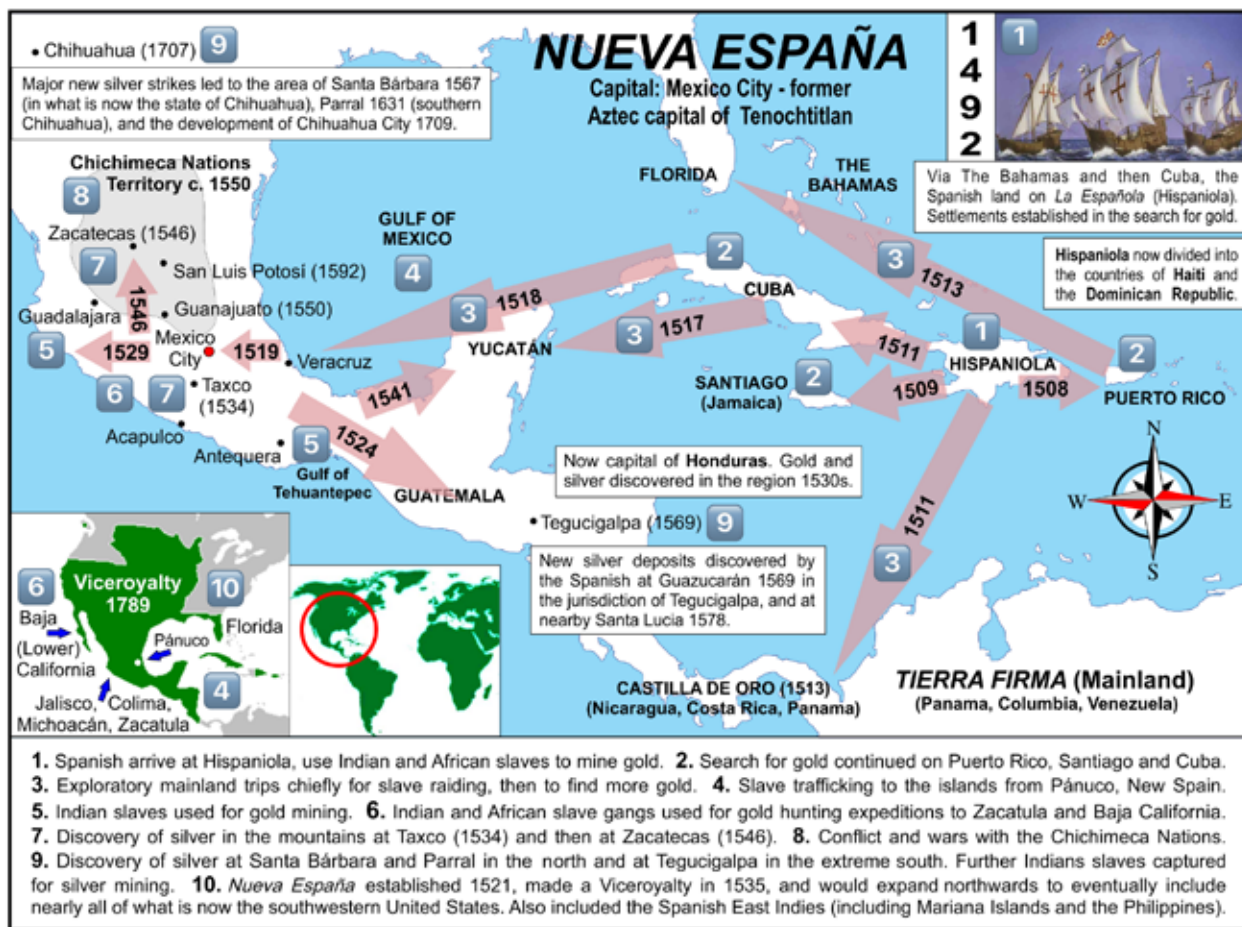 NUEVA ESPAÑA
Capital: Mexico City - former
Aztec capital of Tenochtitlan
Chihuahua (1707)
9
Major new silver strikes led to the area of Santa Bárbara 1567
(in what is now the state of Chihuahua), Parral 1631 (southern
Chihuahua), and the development of Chihuahua City 1709.
1
4
9
2
1
Via The Bahamas and then Cuba, the
Spanish land on La Española (Hispaniola).
Settlements established in the search for gold.
Hispaniola now divided into
the countries of Haiti and
the Dominican Republic.
Chichimeca Nations
Territory c. 1550
8
Zacatecas (1546)
7
San Luis Potosí (1592)
Guanajuato (1550)
Guadalajara
1546
5
1529
Mexico
City
1519
Veracruz
6
7
Taxco
(1534)
Acapulco
Antequera
5
Gulf of
Tehuantepec
1524
1541
GUATEMALA
GULF OF
MEXICO
4
FLORIDA
THE
BAHAMAS
3
1513
2
CUBA
3
1518
YUCATÁN
3
1517
1511
1
HISPANIOLA
2
PUERTO RICO
1508
1509
2
SANTIAGO
(Jamaica)
1511
3
N
W
E
S
Now capital of Honduras. Gold and
silver discovered in the region 1530s.
Tegucigalpa (1569)
9
New silver deposits discovered by
the Spanish at Guazucarán 1569 in
the jurisdiction of Tegucigalpa, and at
nearby Santa Lucia 1578.
CASTILLA DE ORO (1513)
(Nicaragua, Costa Rica, Panama)
TIERRA FIRMA (Mainland)
(Panama, Columbia, Venezuela)
Viceroyalty
1789
6
10
Baja
(Lower)
California
Florida
Pánuco
4
Jalisco, Colima,
Michoacán, Zacatula
1. Spanish arrive at Hispaniola, use Indian and African slaves to mine gold. 2. Search for gold continued on Puerto Rico, Santiago and Cuba.
3. Exploratory mainland trips chiefly for slave raiding, then to find more gold. 4. Slave trafficking to the islands from Pánuco, New Spain.
5. Indian slaves used for gold mining. 6. Indian and African slave gangs used for gold hunting expeditions to Zacatula and Baja California.
7. Discovery of silver in the mountains at Taxco (1534) and then at Zacatecas (1546). 8. Conflict and wars with the Chichimeca Nations.
9. Discovery of silver at Santa Bárbara and Parral in the north and at Tegucigalpa in the extreme south. Further Indians slaves captured
for silver mining. 10. Nueva España established 1521, made a Viceroyalty in 1535, and would expand northwards to eventually include
nearly all of what is now the southwestern United States. Also included the Spanish East Indies (including Mariana Islands and the Philippines).